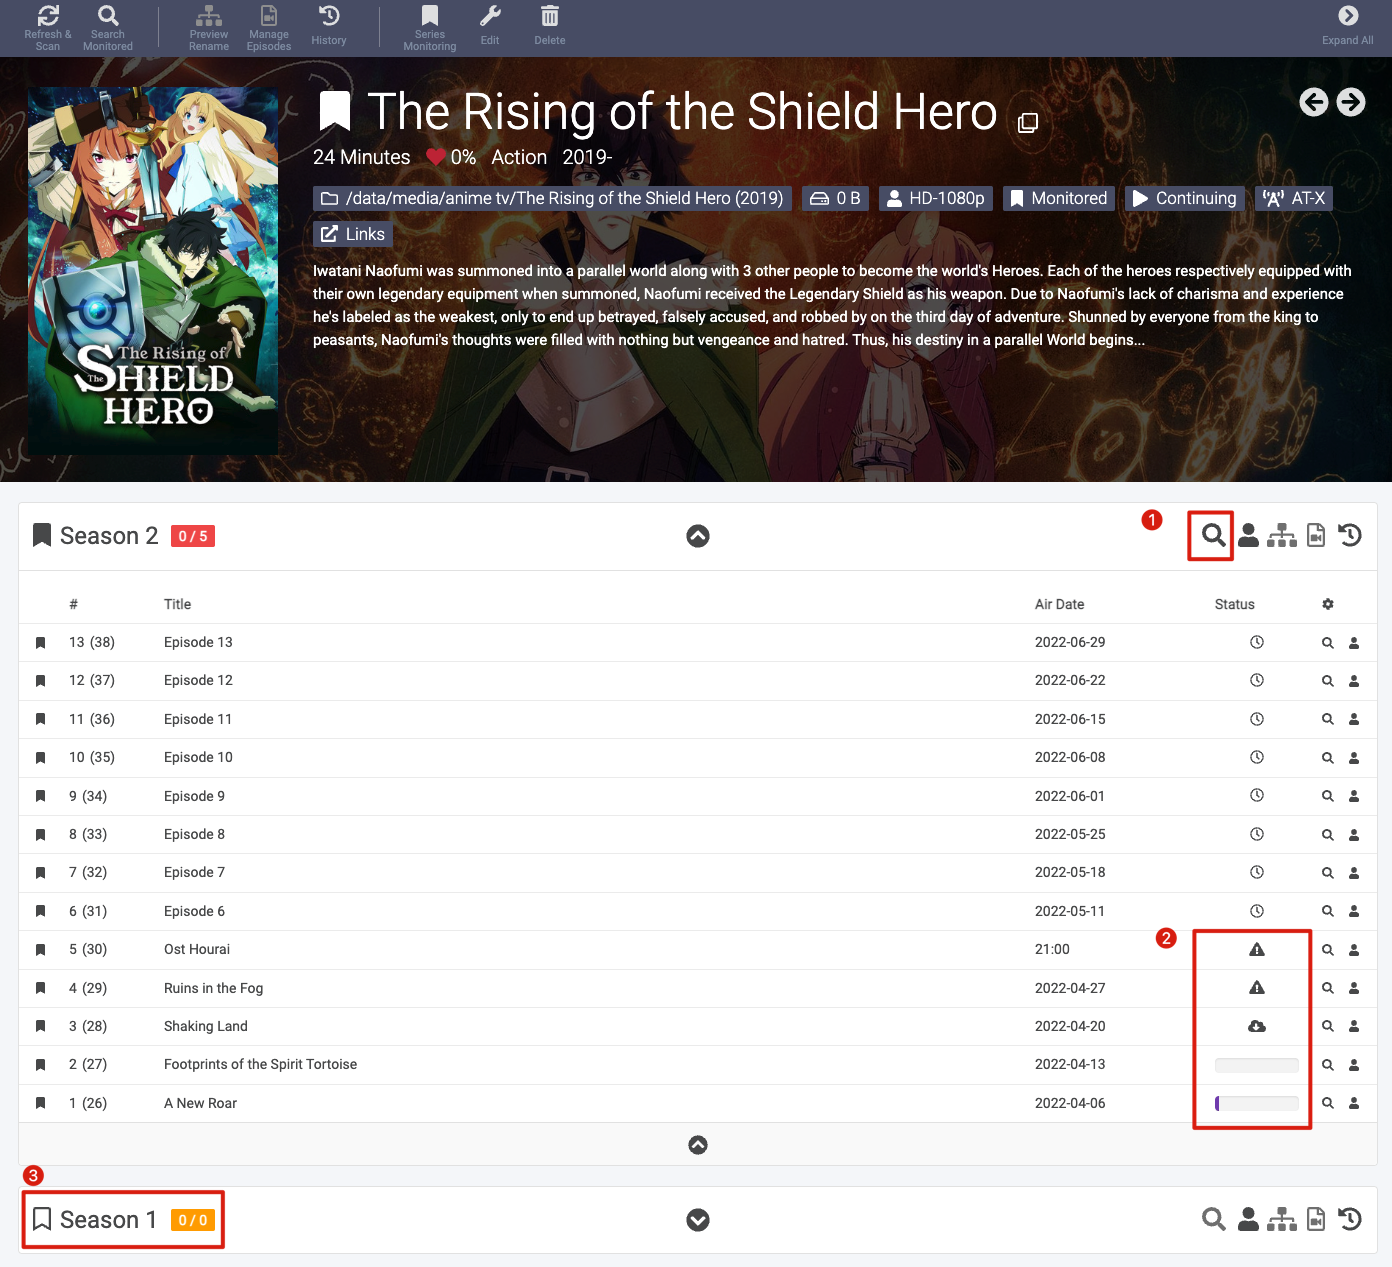 Refresh & Scan
Search Monitored
Preview Rename
Manage Episodes
History
Series Monitoring
Edit
Delete
Expand All
The Rising of the Shield Hero
24 Minutes 0% Action 2019-
/data/media/anime tv/The Rising of the Shield Hero (2019) 0 B HD-1080p Monitored Continuing AT-X
Links
Iwatani Naofumi was summoned into a parallel world along with 3 other people to become the world's Heroes. Each of the heroes respectively equipped with
their own legendary equipment when summoned, Naofumi received the Legendary Shield as his weapon. Due to Naofumi's lack of charisma and experience
he's labeled as the weakest, only to end up betrayed, falsely accused, and robbed by on the third day of adventure. Shunned by everyone from the king to
peasants, Naofumi's thoughts were filled with nothing but vengeance and hatred. Thus, his destiny in a parallel World begins...
The Rising of
The SHIELD
HERO
Season 2 0 / 5 1
# Title Air Date Status
13 (38) Episode 13 2022-06-29
12 (37) Episode 12 2022-06-22
11 (36) Episode 11 2022-06-15
10 (35) Episode 10 2022-06-08
9 (34) Episode 9 2022-06-01
8 (33) Episode 8 2022-05-25
7 (32) Episode 7 2022-05-18
6 (31) Episode 6 2022-05-11
2
5 (30) Ost Hourai 21:00
4 (29) Ruins in the Fog 2022-04-27
3 (28) Shaking Land 2022-04-20
2 (27) Footprints of the Spirit Tortoise 2022-04-13
1 (26) A New Roar 2022-04-06
3
Season 1 0 / 0